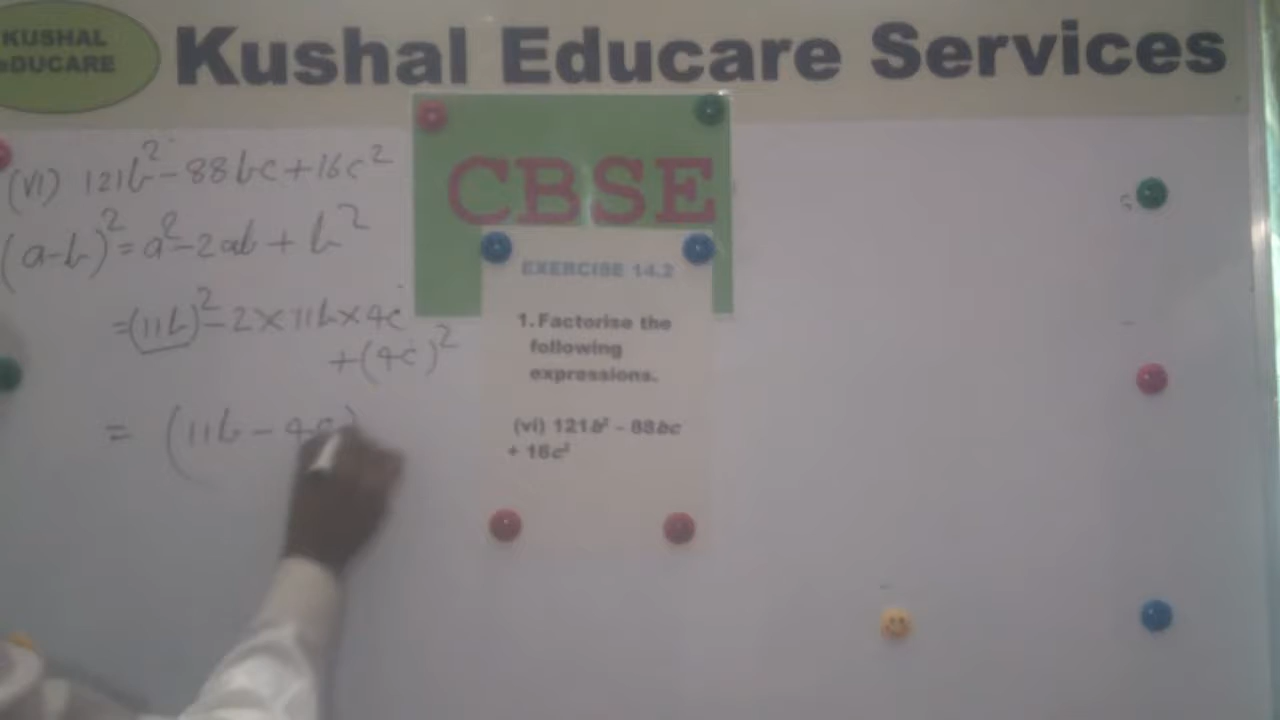 KUSHAL
eDUCARE
Kushal Educare Services
(VI) 121b² - 88bc + 16c²
(a-b)² = a² - 2ab + b²
= (11b)² - 2 × 11b × 4c
+ (4c)²
= (11b - 4c)
CBSE
EXERCISE 14.2
1. Factorise the
following
expressions.
(vi) 121b² - 88bc
+ 16c²